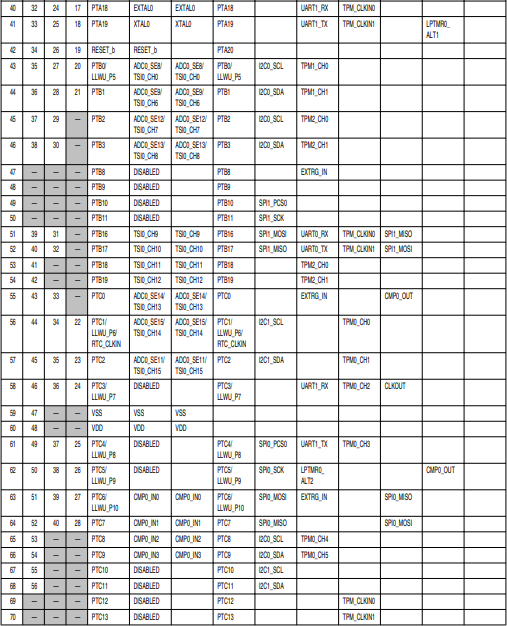 40 32 24 17 PTA18 EXTAL0 EXTAL0 PTA18 UART1_RX TPM_CLKIN0
41 33 25 18 PTA19 XTAL0 XTAL0 PTA19 UART1_TX TPM_CLKIN1 LPTMR0_
ALT1
42 34 26 19 RESET_b RESET_b PTA20
43 35 27 20 PTB0/ ADC0_SE8/ ADC0_SE8/ PTB0/ I2C0_SCL TPM1_CH0
LLWU_P5 TSI0_CH0 TSI0_CH0 LLWU_P5
44 36 28 21 PTB1 ADC0_SE9/ ADC0_SE9/ PTB1 I2C0_SDA TPM1_CH1
TSI0_CH6 TSI0_CH6
45 37 29 — PTB2 ADC0_SE12/ ADC0_SE12/ PTB2 I2C0_SCL TPM2_CH0
TSI0_CH7 TSI0_CH7
46 38 30 — PTB3 ADC0_SE13/ ADC0_SE13/ PTB3 I2C0_SDA TPM2_CH1
TSI0_CH8 TSI0_CH8
47 — — — PTB8 DISABLED PTB8 EXTRG_IN
48 — — — PTB9 DISABLED PTB9
49 — — — PTB10 DISABLED PTB10 SPI1_PCS0
50 — — — PTB11 DISABLED PTB11 SPI1_SCK
51 39 31 — PTB16 TSI0_CH9 TSI0_CH9 PTB16 SPI1_MOSI UART0_RX TPM_CLKIN0 SPI1_MISO
52 40 32 — PTB17 TSI0_CH10 TSI0_CH10 PTB17 SPI1_MISO UART0_TX TPM_CLKIN1 SPI1_MOSI
53 41 — — PTB18 TSI0_CH11 TSI0_CH11 PTB18 TPM2_CH0
54 42 — — PTB19 TSI0_CH12 TSI0_CH12 PTB19 TPM2_CH1
55 43 33 — PTC0 ADC0_SE14/ ADC0_SE14/ PTC0 EXTRG_IN CMP0_OUT
TSI0_CH13 TSI0_CH13
56 44 34 22 PTC1/ ADC0_SE15/ ADC0_SE15/ PTC1/ I2C1_SCL TPM0_CH0
LLWU_P6/ TSI0_CH14 TSI0_CH14 LLWU_P6/
RTC_CLKIN RTC_CLKIN
57 45 35 23 PTC2 ADC0_SE11/ ADC0_SE11/ PTC2 I2C1_SDA TPM0_CH1
TSI0_CH15 TSI0_CH15
58 46 36 24 PTC3/ DISABLED PTC3/ UART1_RX TPM0_CH2 CLKOUT
LLWU_P7 LLWU_P7
59 47 — — VSS VSS VSS
60 48 — — VDD VDD VDD
61 49 37 25 PTC4/ DISABLED PTC4/ SPI0_PCS0 UART1_TX TPM0_CH3
LLWU_P8 LLWU_P8
62 50 38 26 PTC5/ DISABLED PTC5/ SPI0_SCK LPTMR0_ CMP0_OUT
LLWU_P9 LLWU_P9 ALT2
63 51 39 27 PTC6/ CMP0_IN0 CMP0_IN0 PTC6/ SPI0_MOSI EXTRG_IN SPI0_MISO
LLWU_P10 LLWU_P10
64 52 40 28 PTC7 CMP0_IN1 CMP0_IN1 PTC7 SPI0_MISO SPI0_MOSI
65 53 — — PTC8 CMP0_IN2 CMP0_IN2 PTC8 I2C0_SCL TPM0_CH4
66 54 — — PTC9 CMP0_IN3 CMP0_IN3 PTC9 I2C0_SDA TPM0_CH5
67 55 — — PTC10 DISABLED PTC10 I2C1_SCL
68 56 — — PTC11 DISABLED PTC11 I2C1_SDA
69 — — — PTC12 DISABLED PTC12 TPM_CLKIN0
70 — — — PTC13 DISABLED PTC13 TPM_CLKIN1